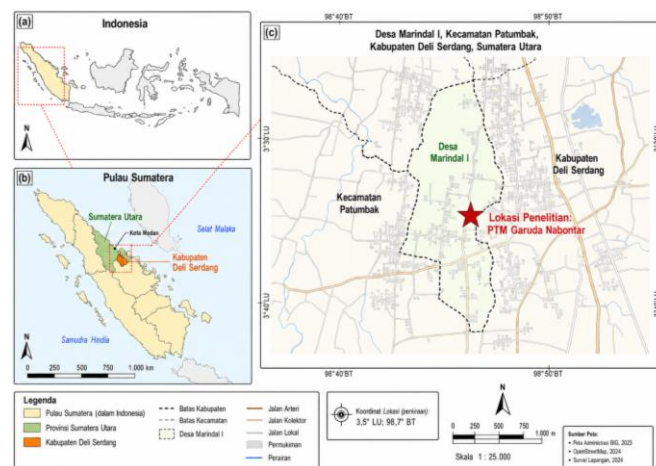 (a)
Indonesia
N
(b)
Pulau Sumatera
Sumatera Utara
Kota Medan
Selat Malaka
Kabupaten
Deli Serdang
Samudra Hindia
N
0 250 500 1.000 km
(c)
Desa Marindal I, Kecamatan Patumbak,
Kabupaten Deli Serdang, Sumatera Utara
98°40'BT
98°50'BT
3°30'LU
3°40'LU
Desa
Marindal I
Kecamatan
Patumbak
Kabupaten
Deli Serdang
Lokasi Penelitian:
PTM Garuda Nabontar
N
98°40'BT
98°50'BT
Legenda
Pulau Sumatera (dalam Indonesia)
Provinsi Sumatera Utara
Kabupaten Deli Serdang
Batas Kabupaten
Batas Kecamatan
Desa Marindal I
Jalan Arteri
Jalan Kolektor
Jalan Lokal
Permukiman
Perairan
Koordinat Lokasi (perkiraan):
3,5° LU; 98,7° BT
N
0 250 500 750 1.000 m
Skala 1 : 25.000
Sumber Peta:
• Peta Administrasi BIG, 2023
• OpenStreetMap, 2024
• Survei Lapangan, 2024